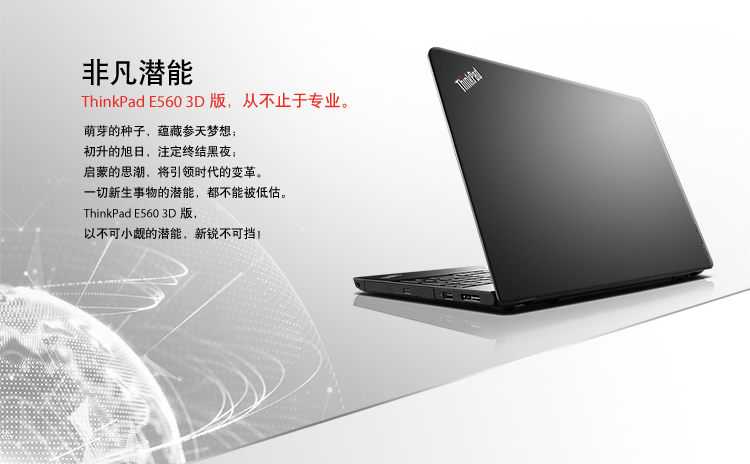 非凡潜能
ThinkPad E560 3D 版，从不止于专业。
萌芽的种子，蕴藏参天梦想；
初升的旭日，注定终结黑夜；
启蒙的思潮，将引领时代的变革。
一切新生事物的潜能，都不能被低估。
ThinkPad E560 3D 版，
以不可小觑的潜能，新锐不可挡！
ThinkPad